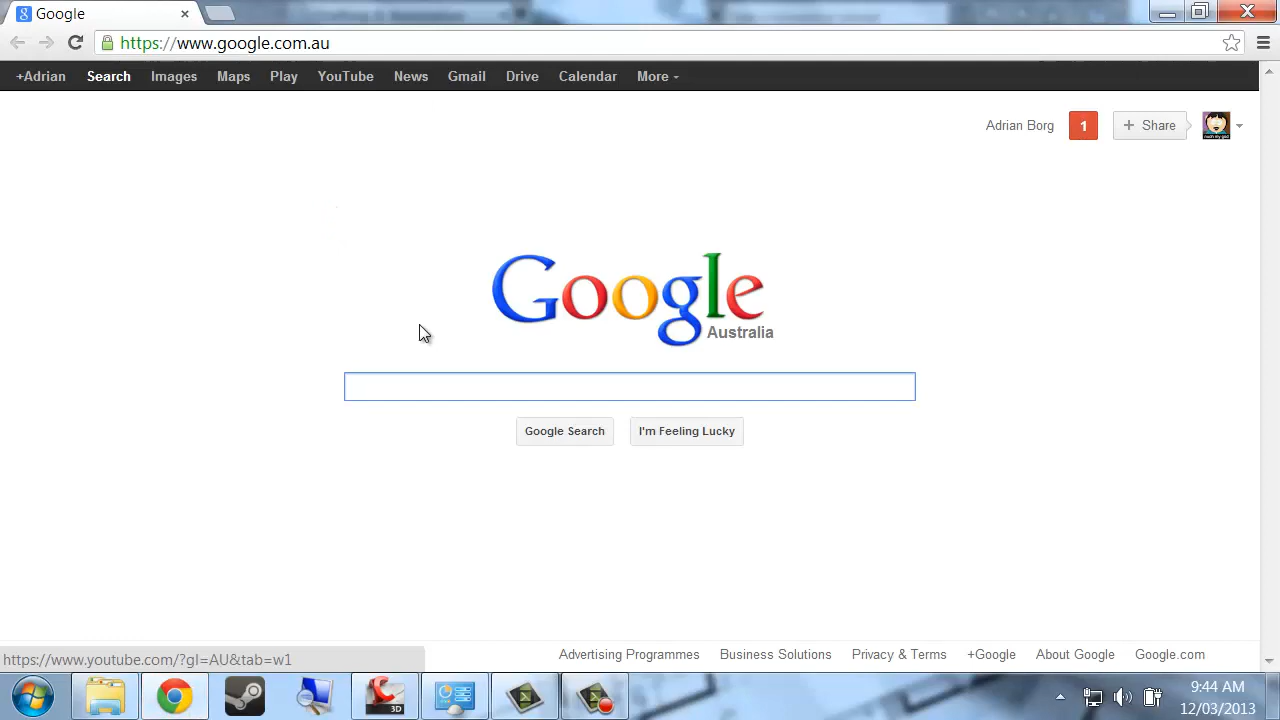 Google
https://www.google.com.au
+Adrian Search Images Maps Play YouTube News Gmail Drive Calendar More
Adrian Borg 1 + Share
Google
Australia
Google Search I'm Feeling Lucky
https://www.youtube.com/?gl=AU&tab=w1
Advertising Programmes Business Solutions Privacy & Terms +Google About Google Google.com
3D
9:44 AM
12/03/2013